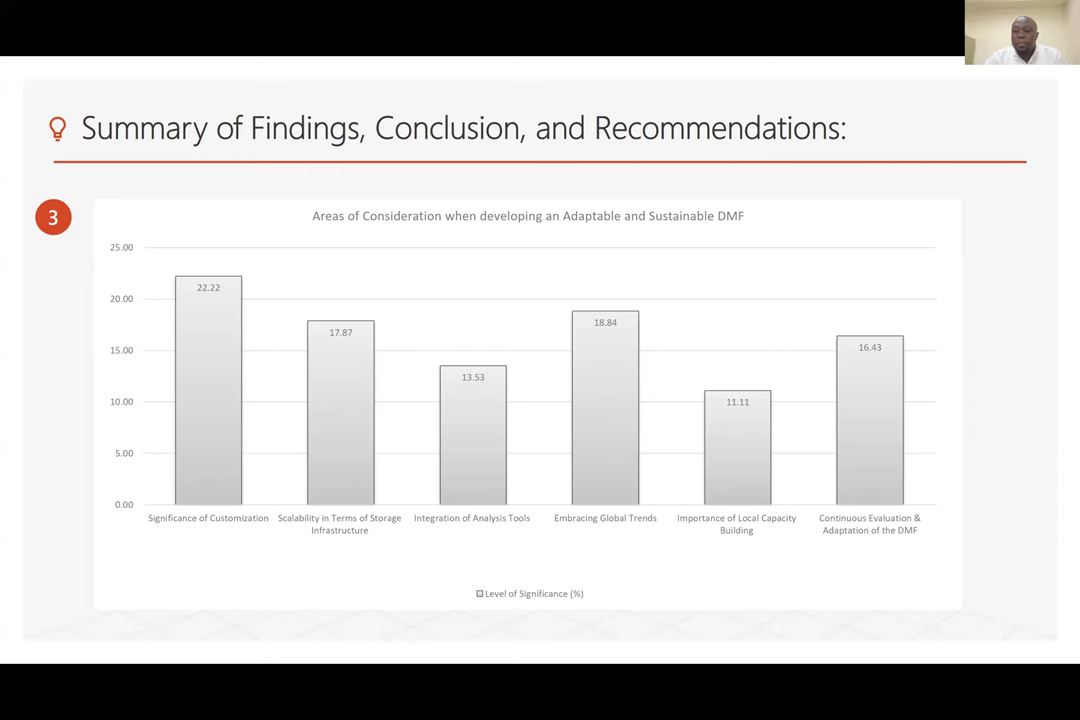 Summary of Findings, Conclusion, and Recommendations:
3
Areas of Consideration when developing an Adaptable and Sustainable DMF
25.00
20.00
15.00
10.00
5.00
0.00
22.22
17.87
13.53
18.84
11.11
16.43
Significance of Customization
Scalability in Terms of Storage
Infrastructure
Integration of Analysis Tools
Embracing Global Trends
Importance of Local Capacity
Building
Continuous Evaluation &
Adaptation of the DMF
Level of Significance (%)